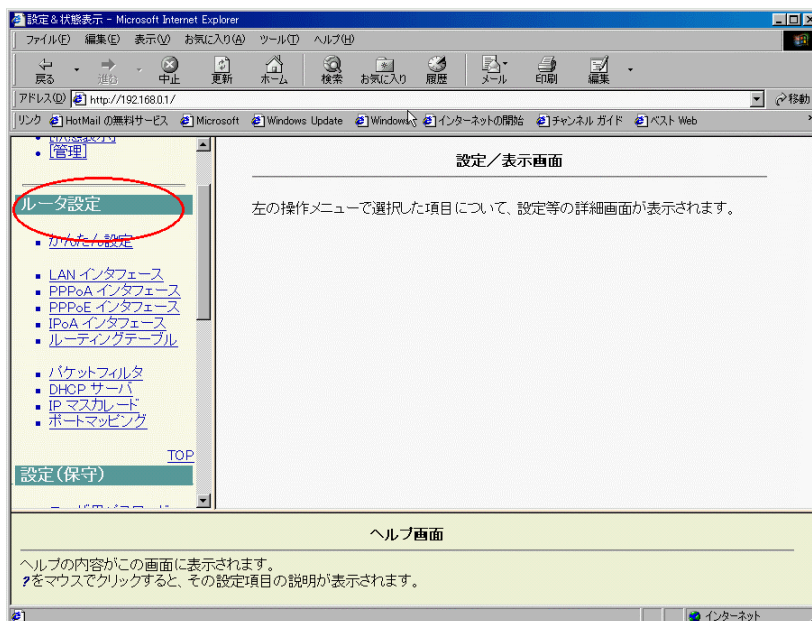 設定&状態表示 - Microsoft Internet Explorer
ファイル(F) 編集(E) 表示(V) お気に入り(A) ツール(T) ヘルプ(H)
戻る 進む 中止 更新 ホーム 検索 お気に入り 履歴 メール 印刷 編集
アドレス(D) http://192.168.0.1/ 移動
リンク HotMail の無料サービス Microsoft Windows Update Windows インターネットの開始 チャンネル ガイド ベスト Web
[管理]
ルータ設定
かんたん設定
LAN インタフェース
PPPoA インタフェース
PPPoE インタフェース
IPoA インタフェース
ルーティングテーブル
パケットフィルタ
DHCP サーバ
IP マスカレード
ポートマッピング
TOP
設定(保守)
設定/表示画面
左の操作メニューで選択した項目について、設定等の詳細画面が表示されます。
ヘルプ画面
ヘルプの内容がこの画面に表示されます。
?をマウスでクリックすると、その設定項目の説明が表示されます。
インターネット